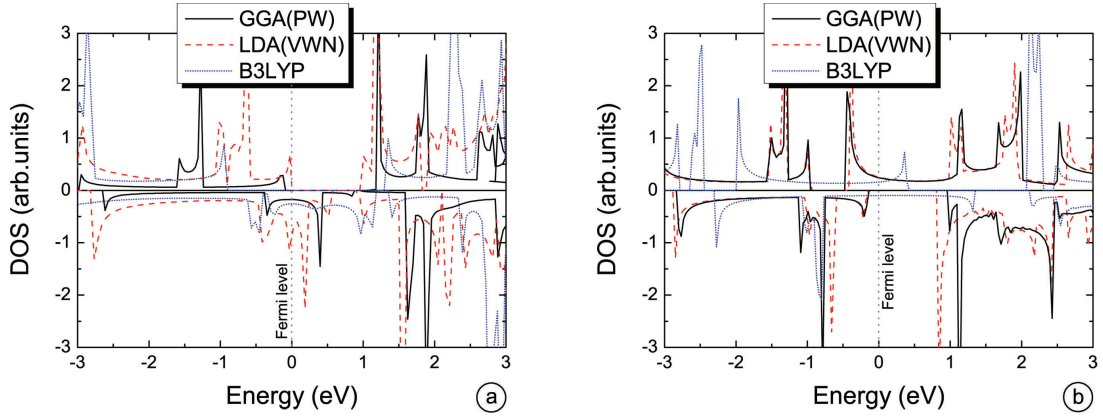 GGA(PW)
LDA(VWN)
B3LYP
3
2
1
0
-1
-2
-3
DOS (arb.units)
Fermi level
-3 -2 -1 0 1 2 3
Energy (eV)
a
GGA(PW)
LDA(VWN)
B3LYP
3
2
1
0
-1
-2
-3
DOS (arb.units)
Fermi level
-3 -2 -1 0 1 2 3
Energy (eV)
b